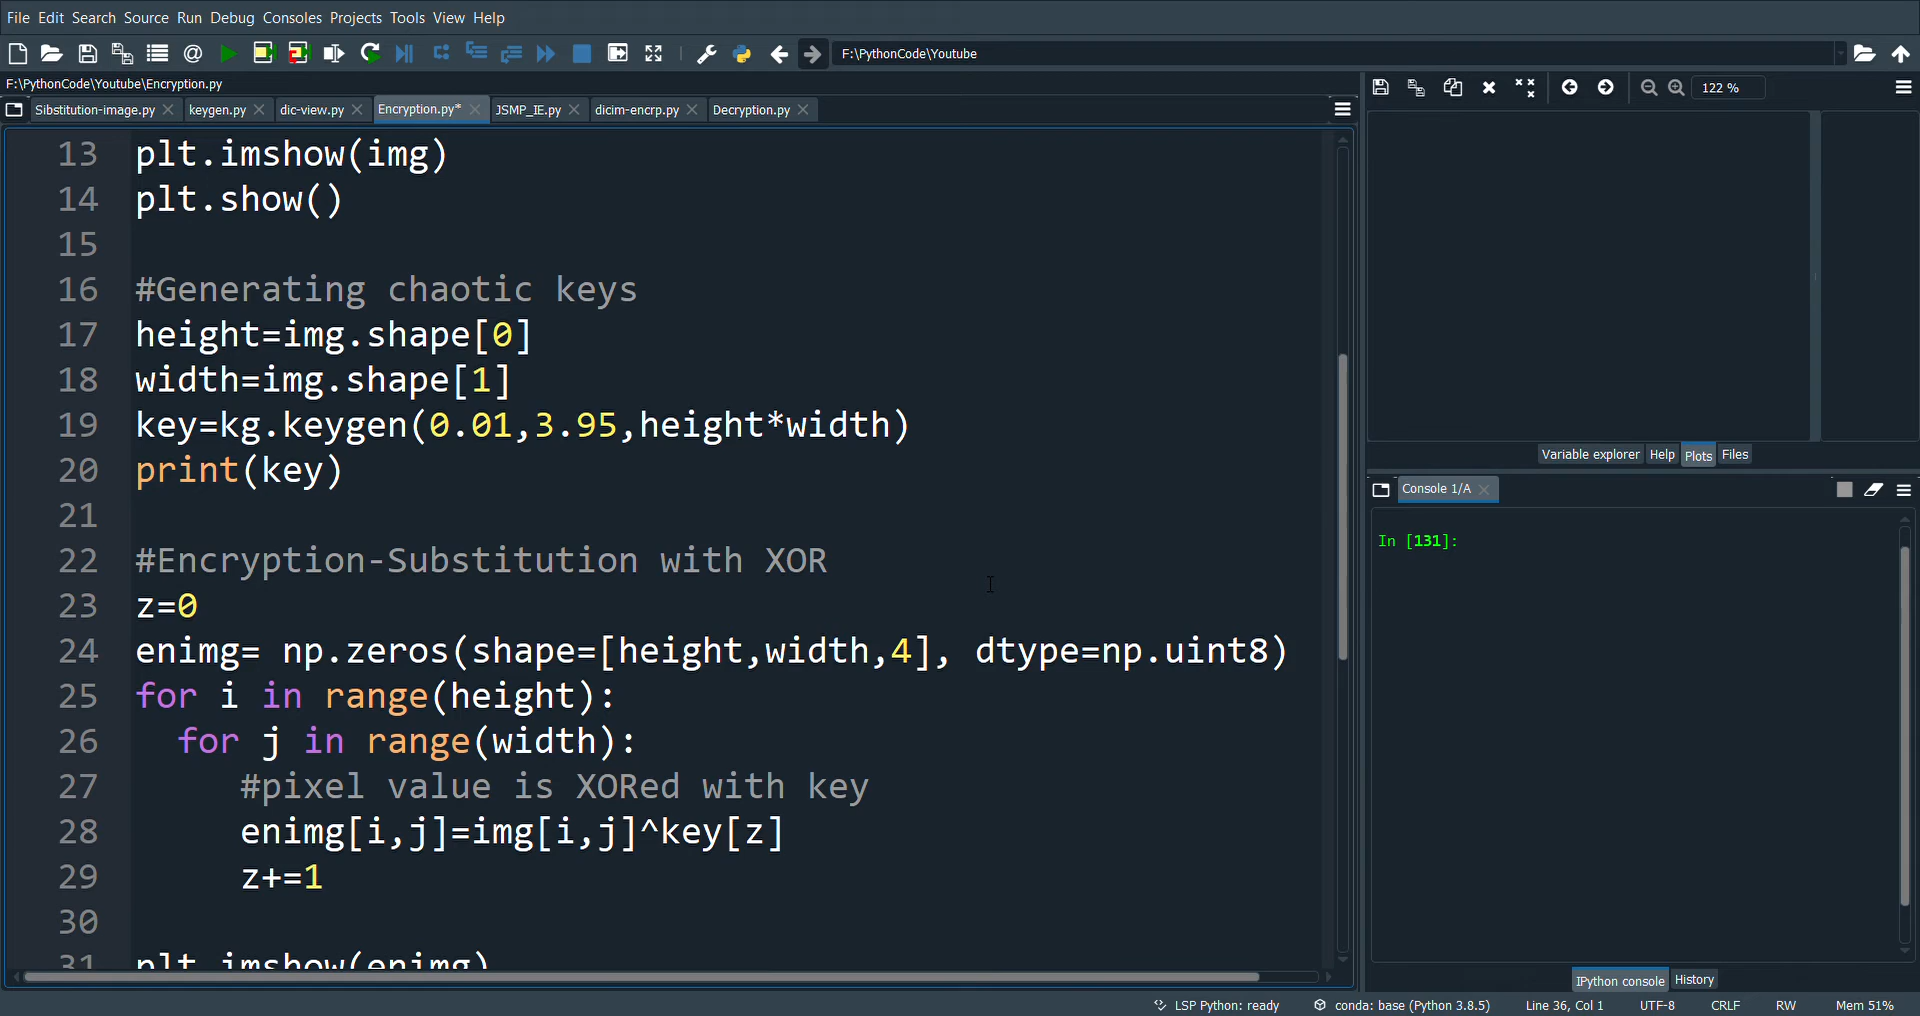 File Edit Search Source Run Debug Consoles Projects Tools View Help
F:\PythonCode\Youtube
F:\PythonCode\Youtube\Encryption.py
Sibstitution-image.py keygen.py dic-view.py Encryption.py* JSMP_IE.py dicim-encrp.py Decryption.py
122 %
13 plt.imshow(img)
14 plt.show()
15
16 #Generating chaotic keys
17 height=img.shape[0]
18 width=img.shape[1]
19 key=kg.keygen(0.01,3.95,height*width)
20 print(key)
21
22 #Encryption-Substitution with XOR
23 z=0
24 enimg= np.zeros(shape=[height,width,4], dtype=np.uint8)
25 for i in range(height):
26   for j in range(width):
27      #pixel value is XORed with key
28      enimg[i,j]=img[i,j]^key[z]
29      z+=1
30
31 plt.imshow(enimg)
Variable explorer Help Plots Files
Console 1/A
In [131]:
IPython console History
LSP Python: ready conda: base (Python 3.8.5) Line 36, Col 1 UTF-8 CRLF RW Mem 51%